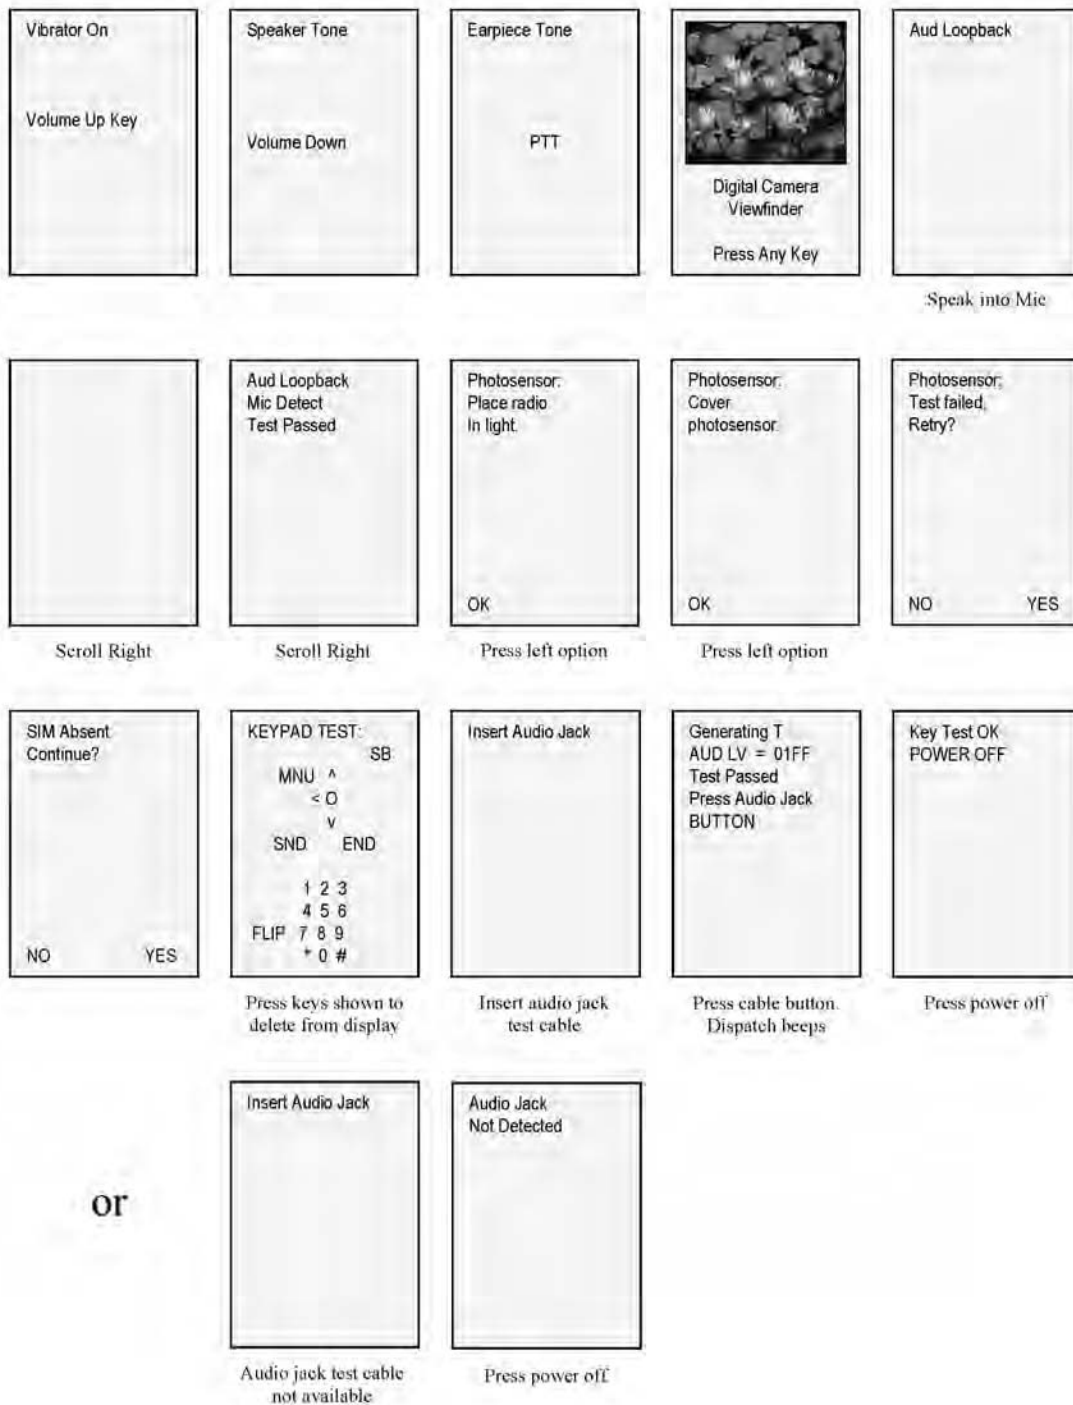 Vibrator On
Volume Up Key
Speaker Tone
Volume Down
Earpiece Tone
PTT
Digital Camera
Viewfinder
Press Any Key
Aud Loopback
Speak into Mic
Scroll Right
Aud Loopback
Mic Detect
Test Passed
Scroll Right
Photosensor:
Place radio
In light.
OK
Press left option
Photosensor:
Cover
photosensor.
OK
Press left option
Photosensor:
Test failed,
Retry?
NO YES
SIM Absent
Continue?
NO YES
KEYPAD TEST:
SB
MNU ^
< O
v
SND END
1 2 3
4 5 6
FLIP 7 8 9
* 0 #
Press keys shown to
delete from display
Insert Audio Jack
Insert audio jack
test cable
Generating T
AUD LV = 01FF
Test Passed
Press Audio Jack
BUTTON
Press cable button.
Dispatch beeps
Key Test OK
POWER OFF
Press power off
or
Insert Audio Jack
Audio jack test cable
not available
Audio Jack
Not Detected
Press power off